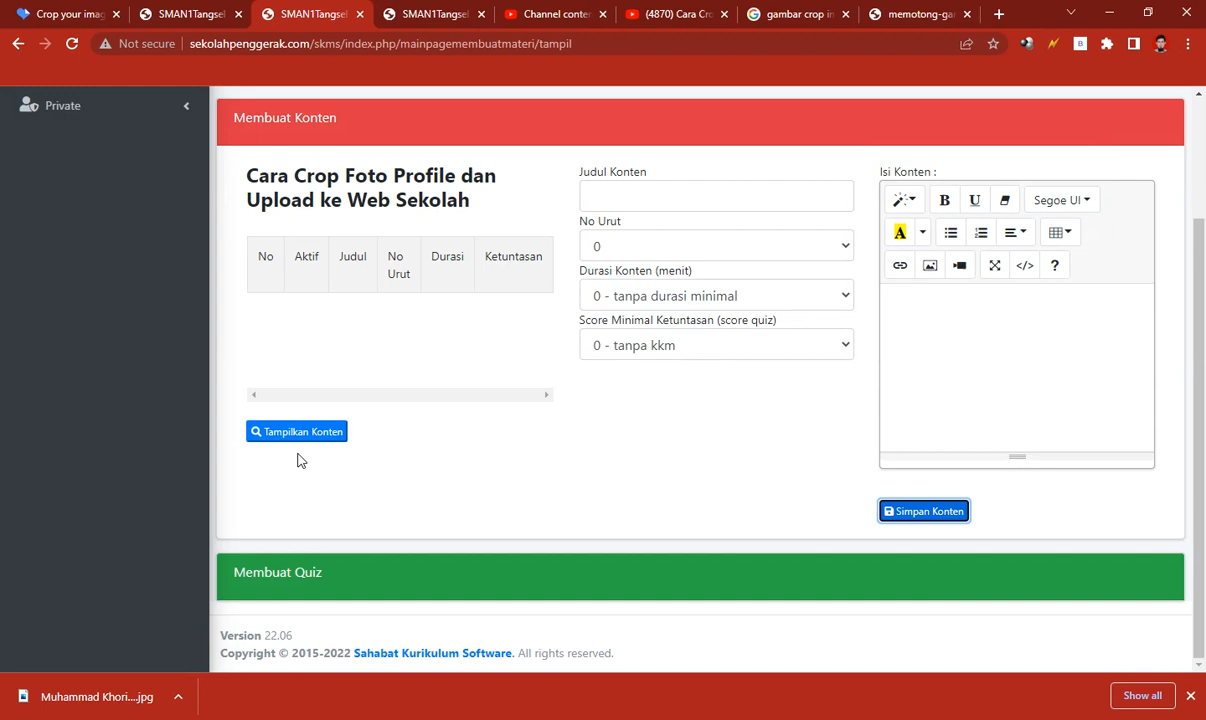 Crop your imag
SMAN1Tangsel
SMAN1Tangsel
SMAN1Tangsel
Channel conter
(4870) Cara Cro
gambar crop in
memotong-gam
Not secure
sekolahpenggerak.com/skms/index.php/mainpagemembuatmateri/tampil
B
Private
Membuat Konten
Cara Crop Foto Profile dan
Upload ke Web Sekolah
No Aktif Judul No Urut Durasi Ketuntasan
Tampilkan Konten
Judul Konten
No Urut
0
Durasi Konten (menit)
0 - tanpa durasi minimal
Score Minimal Ketuntasan (score quiz)
0 - tanpa kkm
Isi Konten :
B U Segoe UI
A
</> ?
Simpan Konten
Membuat Quiz
Version 22.06
Copyright © 2015-2022 Sahabat Kurikulum Software. All rights reserved.
Muhammad Khori....jpg
Show all